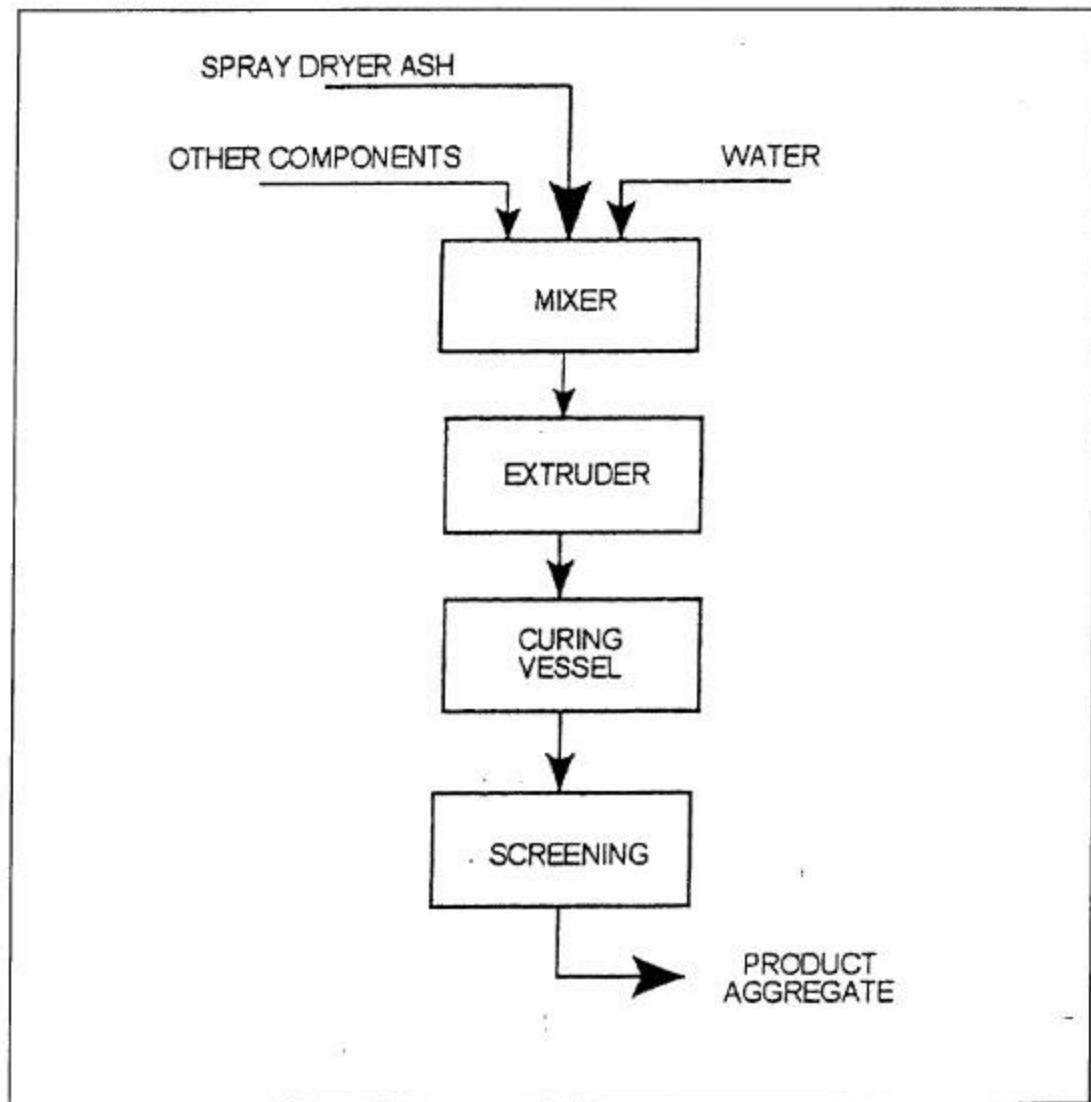 SPRAY DRYER ASH
OTHER COMPONENTS
WATER
MIXER
EXTRUDER
CURING
VESSEL
SCREENING
PRODUCT
AGGREGATE